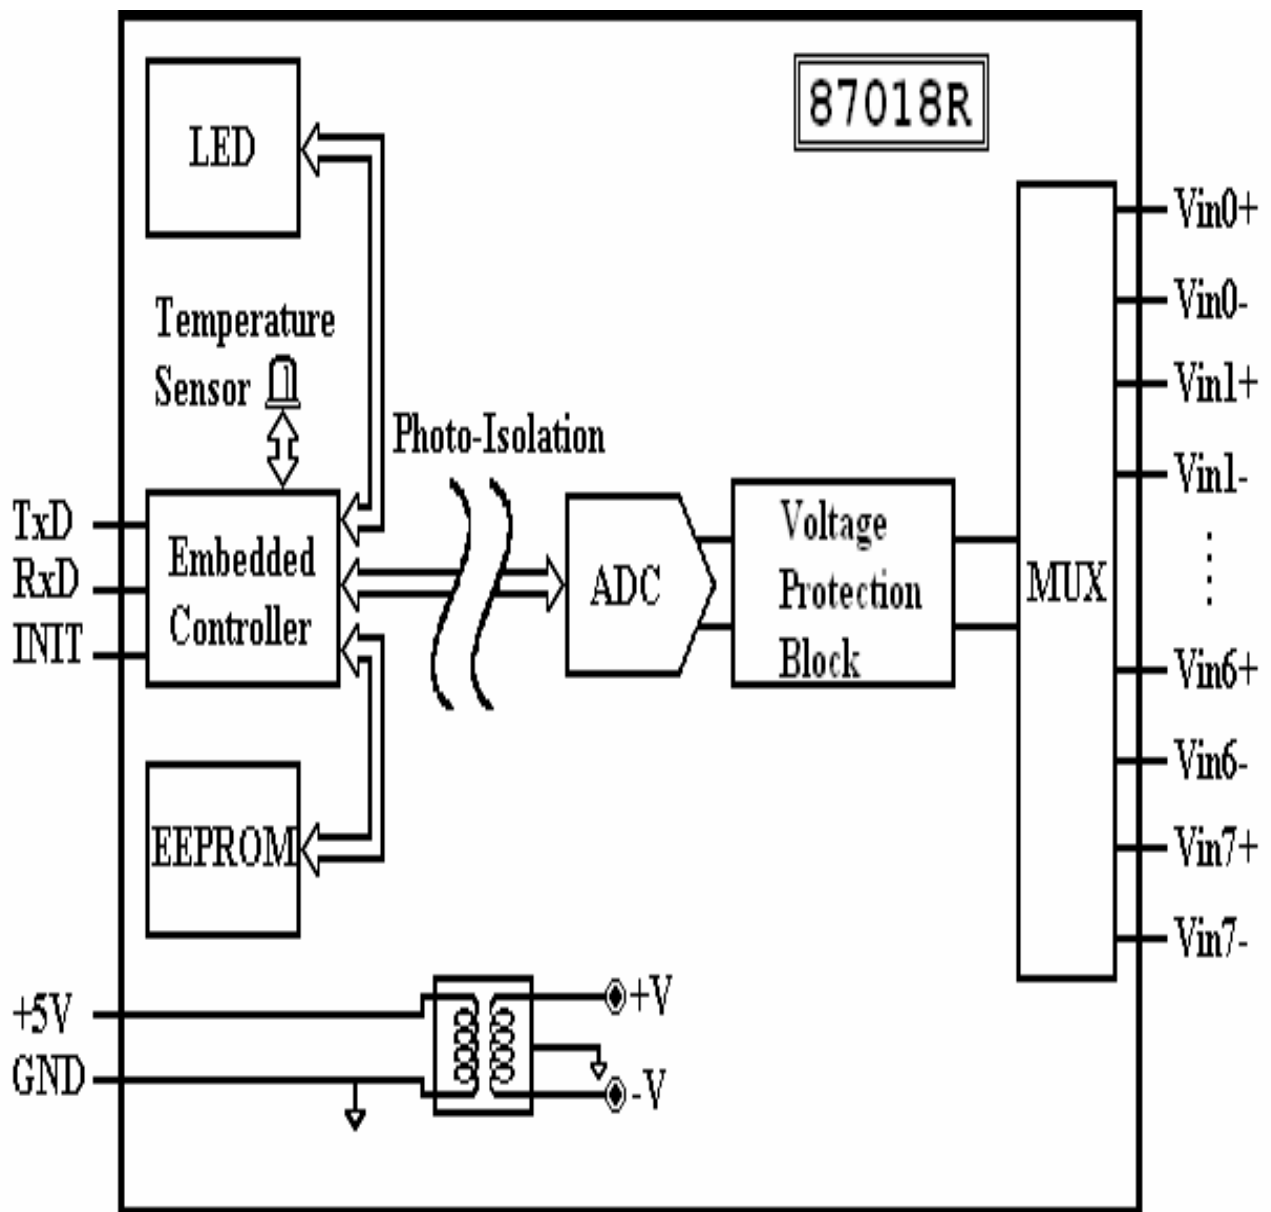 87018R
LED
Temperature
Sensor
Photo-Isolation
TxD
RxD
INIT
Embedded
Controller
ADC
Voltage
Protection
Block
MUX
Vin0+
Vin0-
Vin1+
Vin1-
Vin6+
Vin6-
Vin7+
Vin7-
EEPROM
+5V
GND
+V
-V